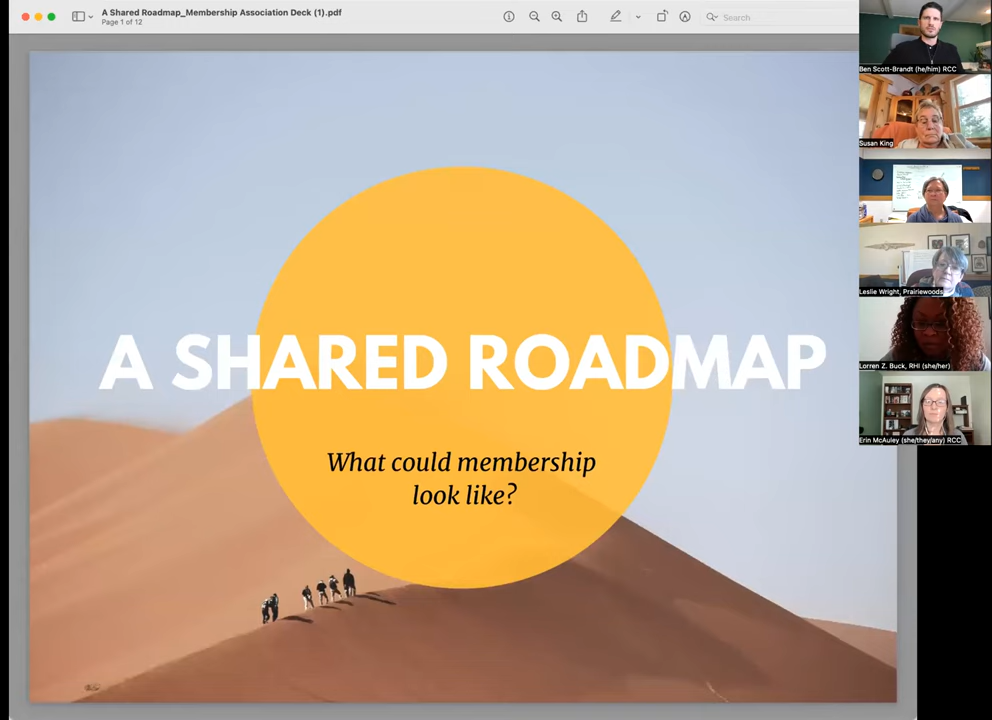 A Shared Roadmap_Membership Association Deck (1).pdf
Page 1 of 12
Search
A SHARED ROADMAP
What could membership
look like?
Ben Scott-Brandt (he/him) RCC
Susan King
Leslie Wright, Prairiewoods
Lorren Z. Buck, RHI (she/her)
Erin McAuley (she/they/any) RCC